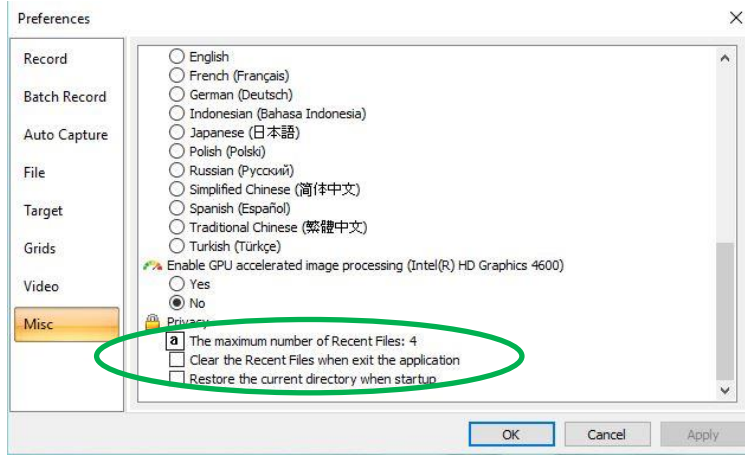 Preferences
Record
Batch Record
Auto Capture
File
Target
Grids
Video
Misc
English
French (Français)
German (Deutsch)
Indonesian (Bahasa Indonesia)
Japanese (日本語)
Polish (Polski)
Russian (Русский)
Simplified Chinese (简体中文)
Spanish (Español)
Traditional Chinese (繁體中文)
Turkish (Türkçe)
Enable GPU accelerated image processing (Intel(R) HD Graphics 4600)
Yes
No
Privacy
a The maximum number of Recent Files: 4
Clear the Recent Files when exit the application
Restore the current directory when startup
OK Cancel Apply